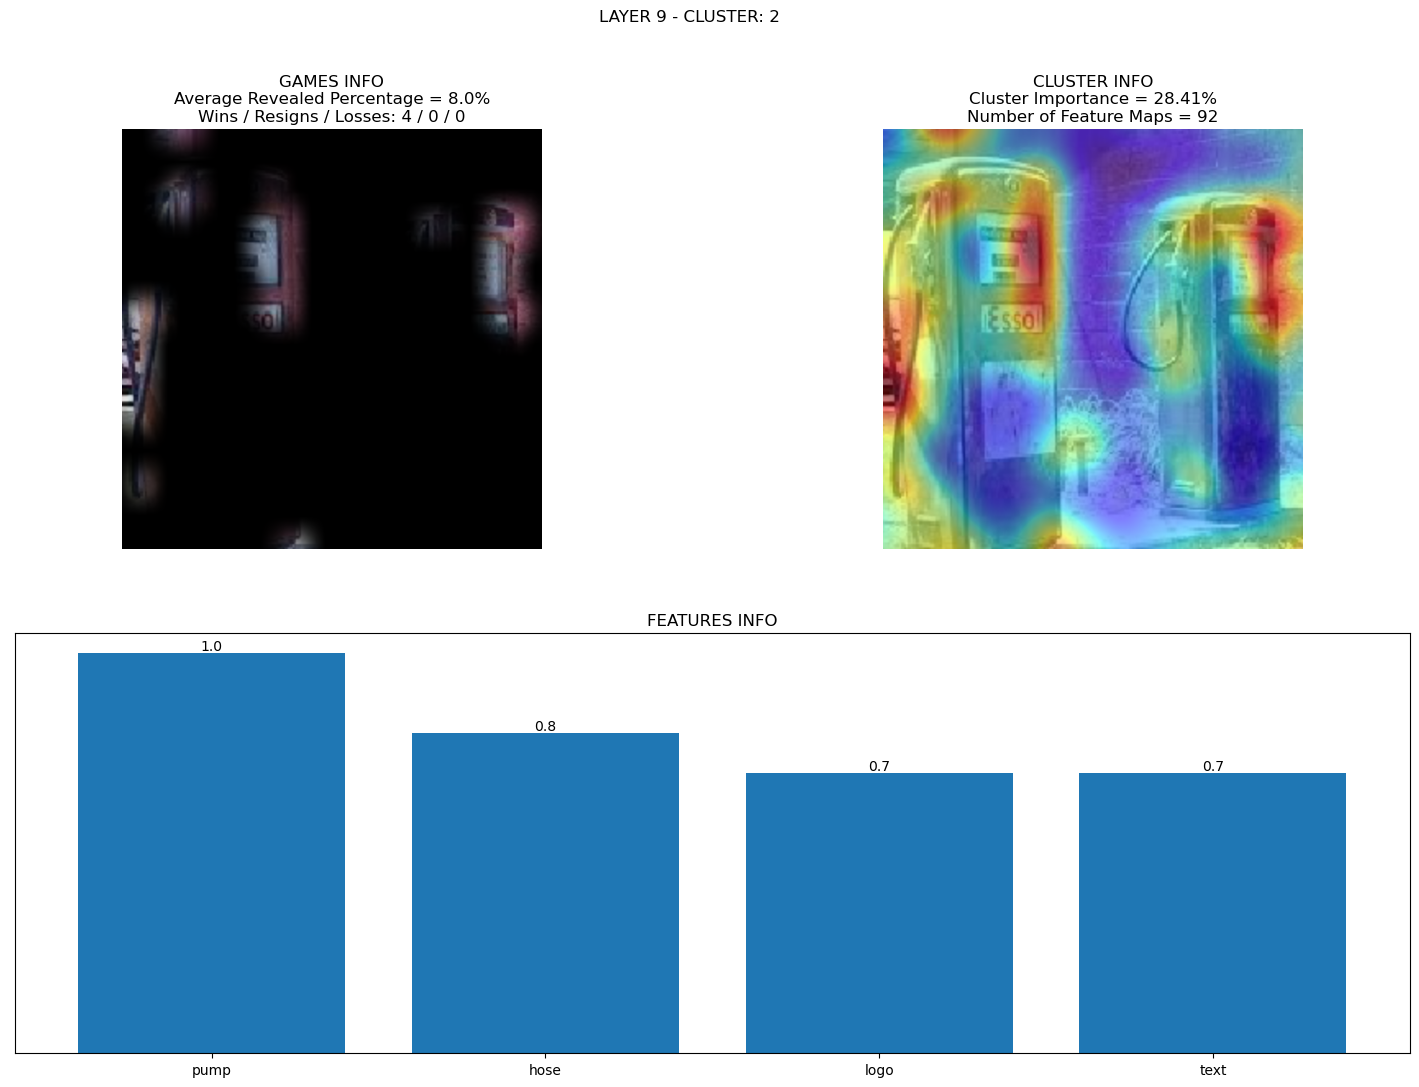 LAYER 9 - CLUSTER: 2
GAMES INFO
Average Revealed Percentage = 8.0%
Wins / Resigns / Losses: 4 / 0 / 0
CLUSTER INFO
Cluster Importance = 28.41%
Number of Feature Maps = 92
SSO
ESSO
FEATURES INFO
1.0
0.8
0.7
0.7
pump
hose
logo
text